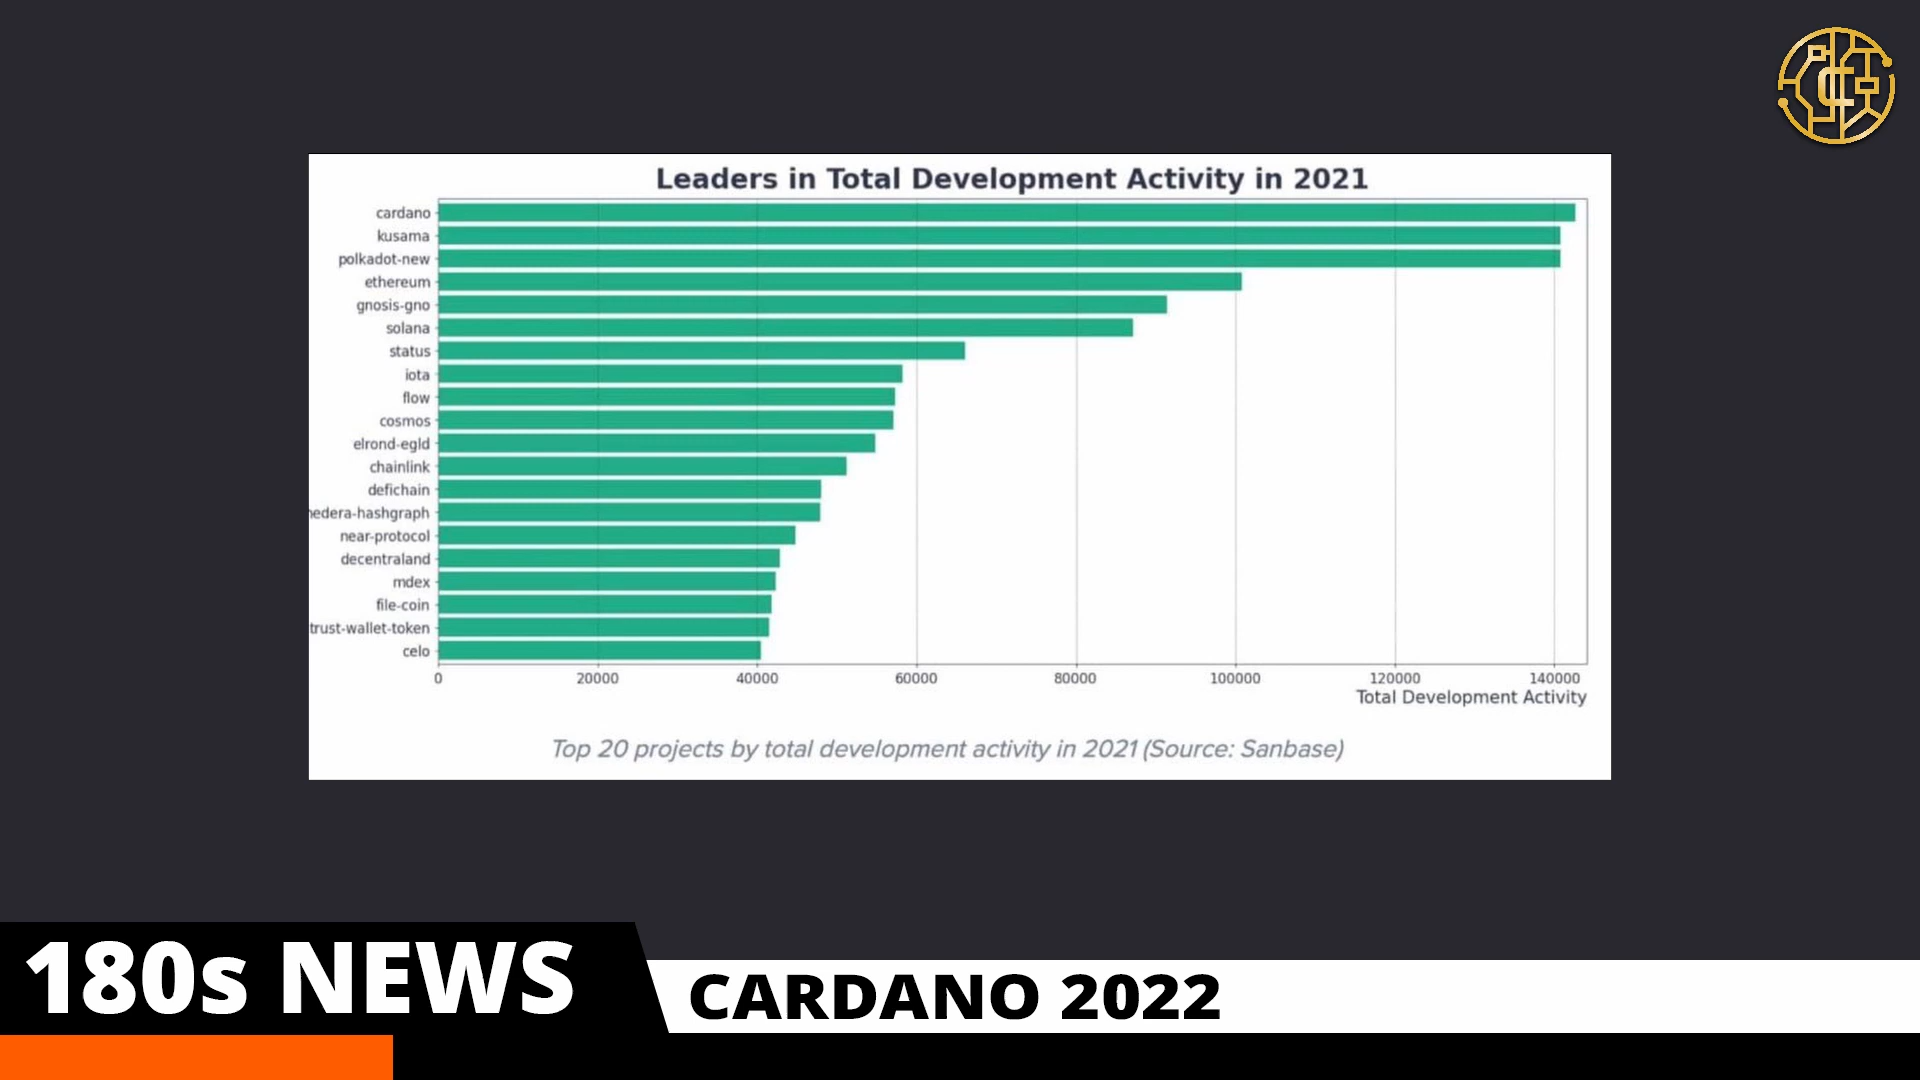 Leaders in Total Development Activity in 2021
cardano
kusama
polkadot-new
ethereum
gnosis-gno
solana
status
iota
flow
cosmos
elrond-egld
chainlink
defichain
hedera-hashgraph
near-protocol
decentraland
mdex
file-coin
trust-wallet-token
celo
0 20000 40000 60000 80000 100000 120000 140000
Total Development Activity
Top 20 projects by total development activity in 2021 (Source: Sanbase)
180s NEWS
CARDANO 2022